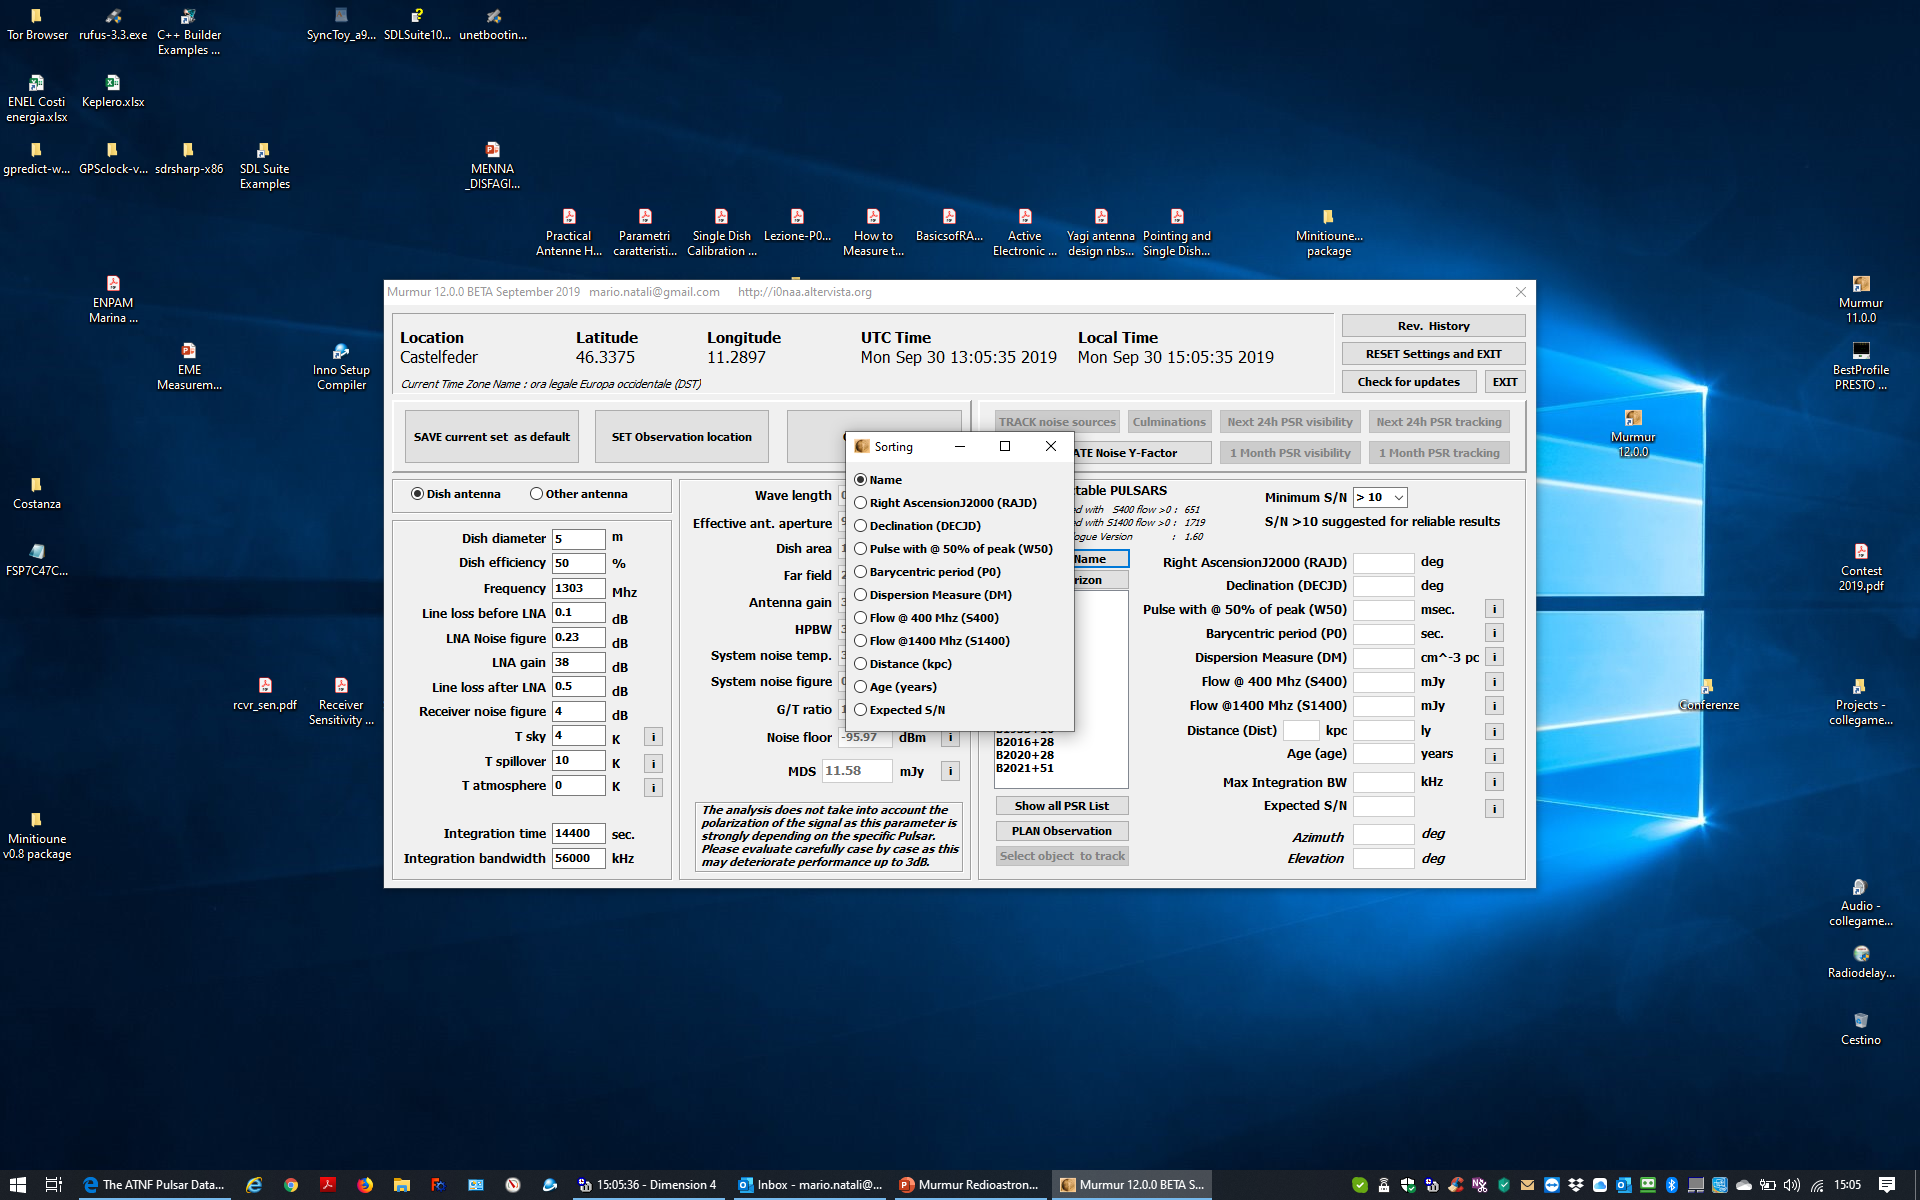 Tor Browser
rufus-3.3.exe
C++ Builder
Examples ...
SyncToy_a9...
SDLSuite10...
unetbootin...
ENEL Costi
energia.xlsx
Keplero.xlsx
gpredict-w...
GPSclock-v...
sdrsharp-x86
SDL Suite
Examples
MENNA
_DISFAGI...
Practical
Antenne H...
Parametri
caratteristi...
Single Dish
Calibration ...
Lezione-P0...
How to
Measure t...
BasicsofRA...
Active
Electronic ...
Yagi antenna
design nbs...
Pointing and
Single Dish...
Minitioune...
package
ENPAM
Marina ...
EME
Measurem...
Inno Setup
Compiler
Murmur
11.0.0
BestProfile
PRESTO ...
Murmur
12.0.0
Costanza
FSP7C47C...
Contest
2019.pdf
rcvr_sen.pdf
Receiver
Sensitivity ...
Conferenze
Projects -
collegame...
Minitioune
v0.8 package
Audio -
collegame...
Radiodelay...
Cestino
Murmur 12.0.0 BETA September 2019 mario.natali@gmail.com http://i0naa.altervista.org
Location Latitude Longitude UTC Time Local Time
Castelfeder 46.3375 11.2897 Mon Sep 30 13:05:35 2019 Mon Sep 30 15:05:35 2019
Current Time Zone Name : ora legale Europa occidentale (DST)
Rev. History
RESET Settings and EXIT
Check for updates EXIT
SAVE current set as default
SET Observation location
TRACK noise sources Culminations Next 24h PSR visibility Next 24h PSR tracking
ATE Noise Y-Factor 1 Month PSR visibility 1 Month PSR tracking
Dish antenna Other antenna
Dish diameter 5 m
Dish efficiency 50 %
Frequency 1303 Mhz
Line loss before LNA 0.1 dB
LNA Noise figure 0.23 dB
LNA gain 38 dB
Line loss after LNA 0.5 dB
Receiver noise figure 4 dB
T sky 4 K i
T spillover 10 K i
T atmosphere 0 K i
Integration time 14400 sec.
Integration bandwidth 56000 kHz
Wave length
Effective ant. aperture
Dish area
Far field
Antenna gain
HPBW
System noise temp.
System noise figure
G/T ratio
Noise floor -95.97 dBm i
MDS 11.58 mJy i
The analysis does not take into account the
polarization of the signal as this parameter is
strongly depending on the specific Pulsar.
Please evaluate carefully case by case as this
may deteriorate performance up to 3dB.
Sorting
Name
Right AscensionJ2000 (RAJD)
Declination (DECJD)
Pulse with @ 50% of peak (W50)
Barycentric period (P0)
Dispersion Measure (DM)
Flow @ 400 Mhz (S400)
Flow @1400 Mhz (S1400)
Distance (kpc)
Age (years)
Expected S/N
table PULSARS
ed with S400 flow >0 : 651
ed with S1400 flow >0 : 1719
logue Version : 1.60
Name
rizon
B2016+28
B2020+28
B2021+51
Show all PSR List
PLAN Observation
Select object to track
Minimum S/N > 10
S/N >10 suggested for reliable results
Right AscensionJ2000 (RAJD) deg
Declination (DECJD) deg
Pulse with @ 50% of peak (W50) msec. i
Barycentric period (P0) sec. i
Dispersion Measure (DM) cm^-3 pc i
Flow @ 400 Mhz (S400) mJy i
Flow @1400 Mhz (S1400) mJy i
Distance (Dist) kpc ly i
Age (age) years i
Max Integration BW kHz i
Expected S/N i
Azimuth deg
Elevation deg
The ATNF Pulsar Data...
15:05:36 - Dimension 4
Inbox - mario.natali@...
Murmur Redioastron...
Murmur 12.0.0 BETA S...
15:05